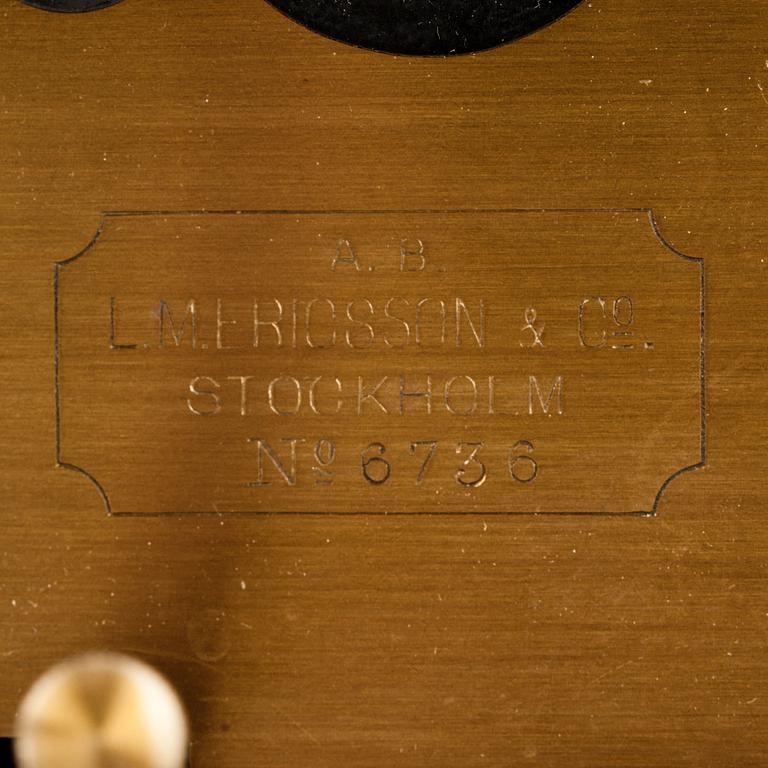 A. B.
L.M.ERICSSON & Cº.
STOCKHOLM
Nº 6736